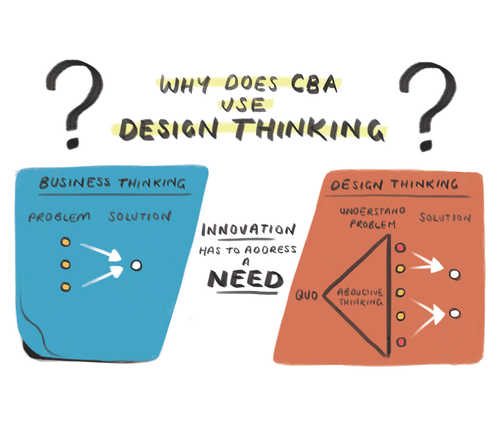 ?
?
WHY DOES CBA
USE
DESIGN THINKING
BUSINESS THINKING
PROBLEM SOLUTION
INNOVATION
HAS TO ADDRESS
A
NEED
DESIGN THINKING
UNDERSTAND
PROBLEM
SOLUTION
QUO
ABDUCTIVE
THINKING